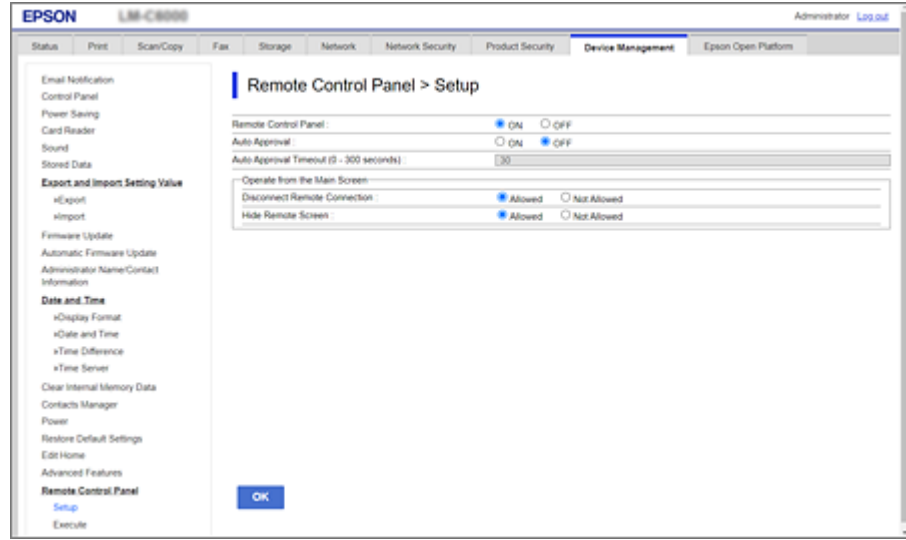 EPSON LM-C6000
Administrator Log out
Status Print Scan/Copy Fax Storage Network Network Security Product Security Device Management Epson Open Platform
Email Notification
Control Panel
Power Saving
Card Reader
Sound
Stored Data
Export and Import Setting Value
»Export
»Import
Firmware Update
Automatic Firmware Update
Administrator Name/Contact
Information
Date and Time
»Display Format
»Date and Time
»Time Difference
»Time Server
Clear Internal Memory Data
Contacts Manager
Power
Restore Default Settings
Edit Home
Advanced Features
Remote Control Panel
Setup
Execute
Remote Control Panel > Setup
Remote Control Panel : ON OFF
Auto Approval : ON OFF
Auto Approval Timeout (0 - 300 seconds) : 30
Operate from the Main Screen
Disconnect Remote Connection : Allowed Not Allowed
Hide Remote Screen : Allowed Not Allowed
OK